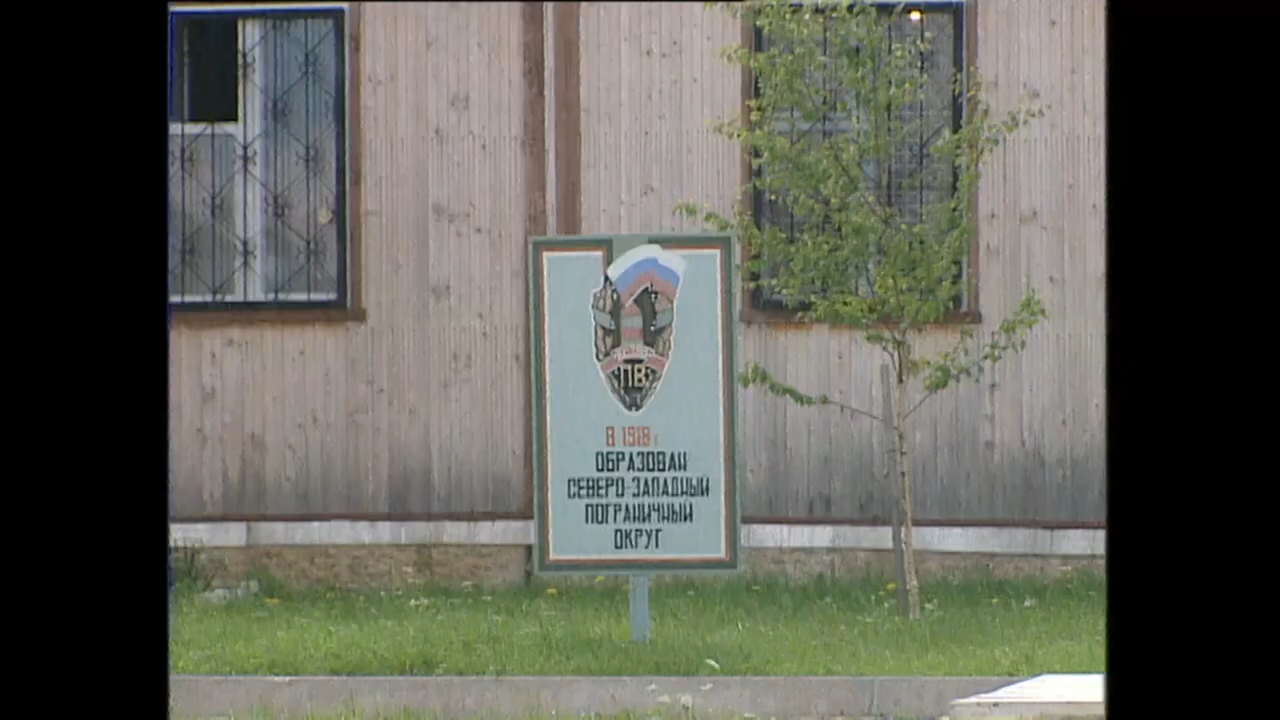 ПВ
В 1918 г.
ОБРАЗОВАН
СЕВЕРО-ЗАПАДНЫЙ
ПОГРАНИЧНЫЙ
ОКРУГ